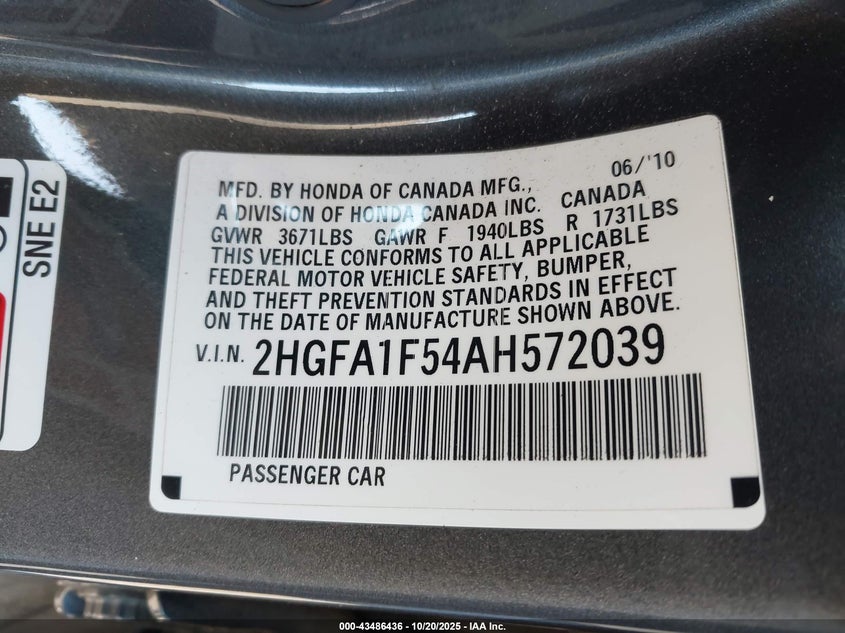 06/'10
MFD. BY HONDA OF CANADA MFG.,
A DIVISION OF HONDA CANADA INC. CANADA
GVWR 3671LBS GAWR F 1940LBS R 1731LBS
THIS VEHICLE CONFORMS TO ALL APPLICABLE
FEDERAL MOTOR VEHICLE SAFETY, BUMPER,
AND THEFT PREVENTION STANDARDS IN EFFECT
ON THE DATE OF MANUFACTURE SHOWN ABOVE.
V.I.N. 2HGFA1F54AH572039
PASSENGER CAR
SNE E2
000-43486436 - 10/20/2025 - IAA Inc.